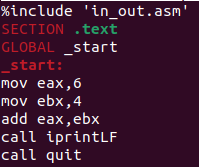 %include 'in_out.asm'
SECTION .text
GLOBAL _start
_start:
mov eax,6
mov ebx,4
add eax,ebx
call iprintLF
call quit